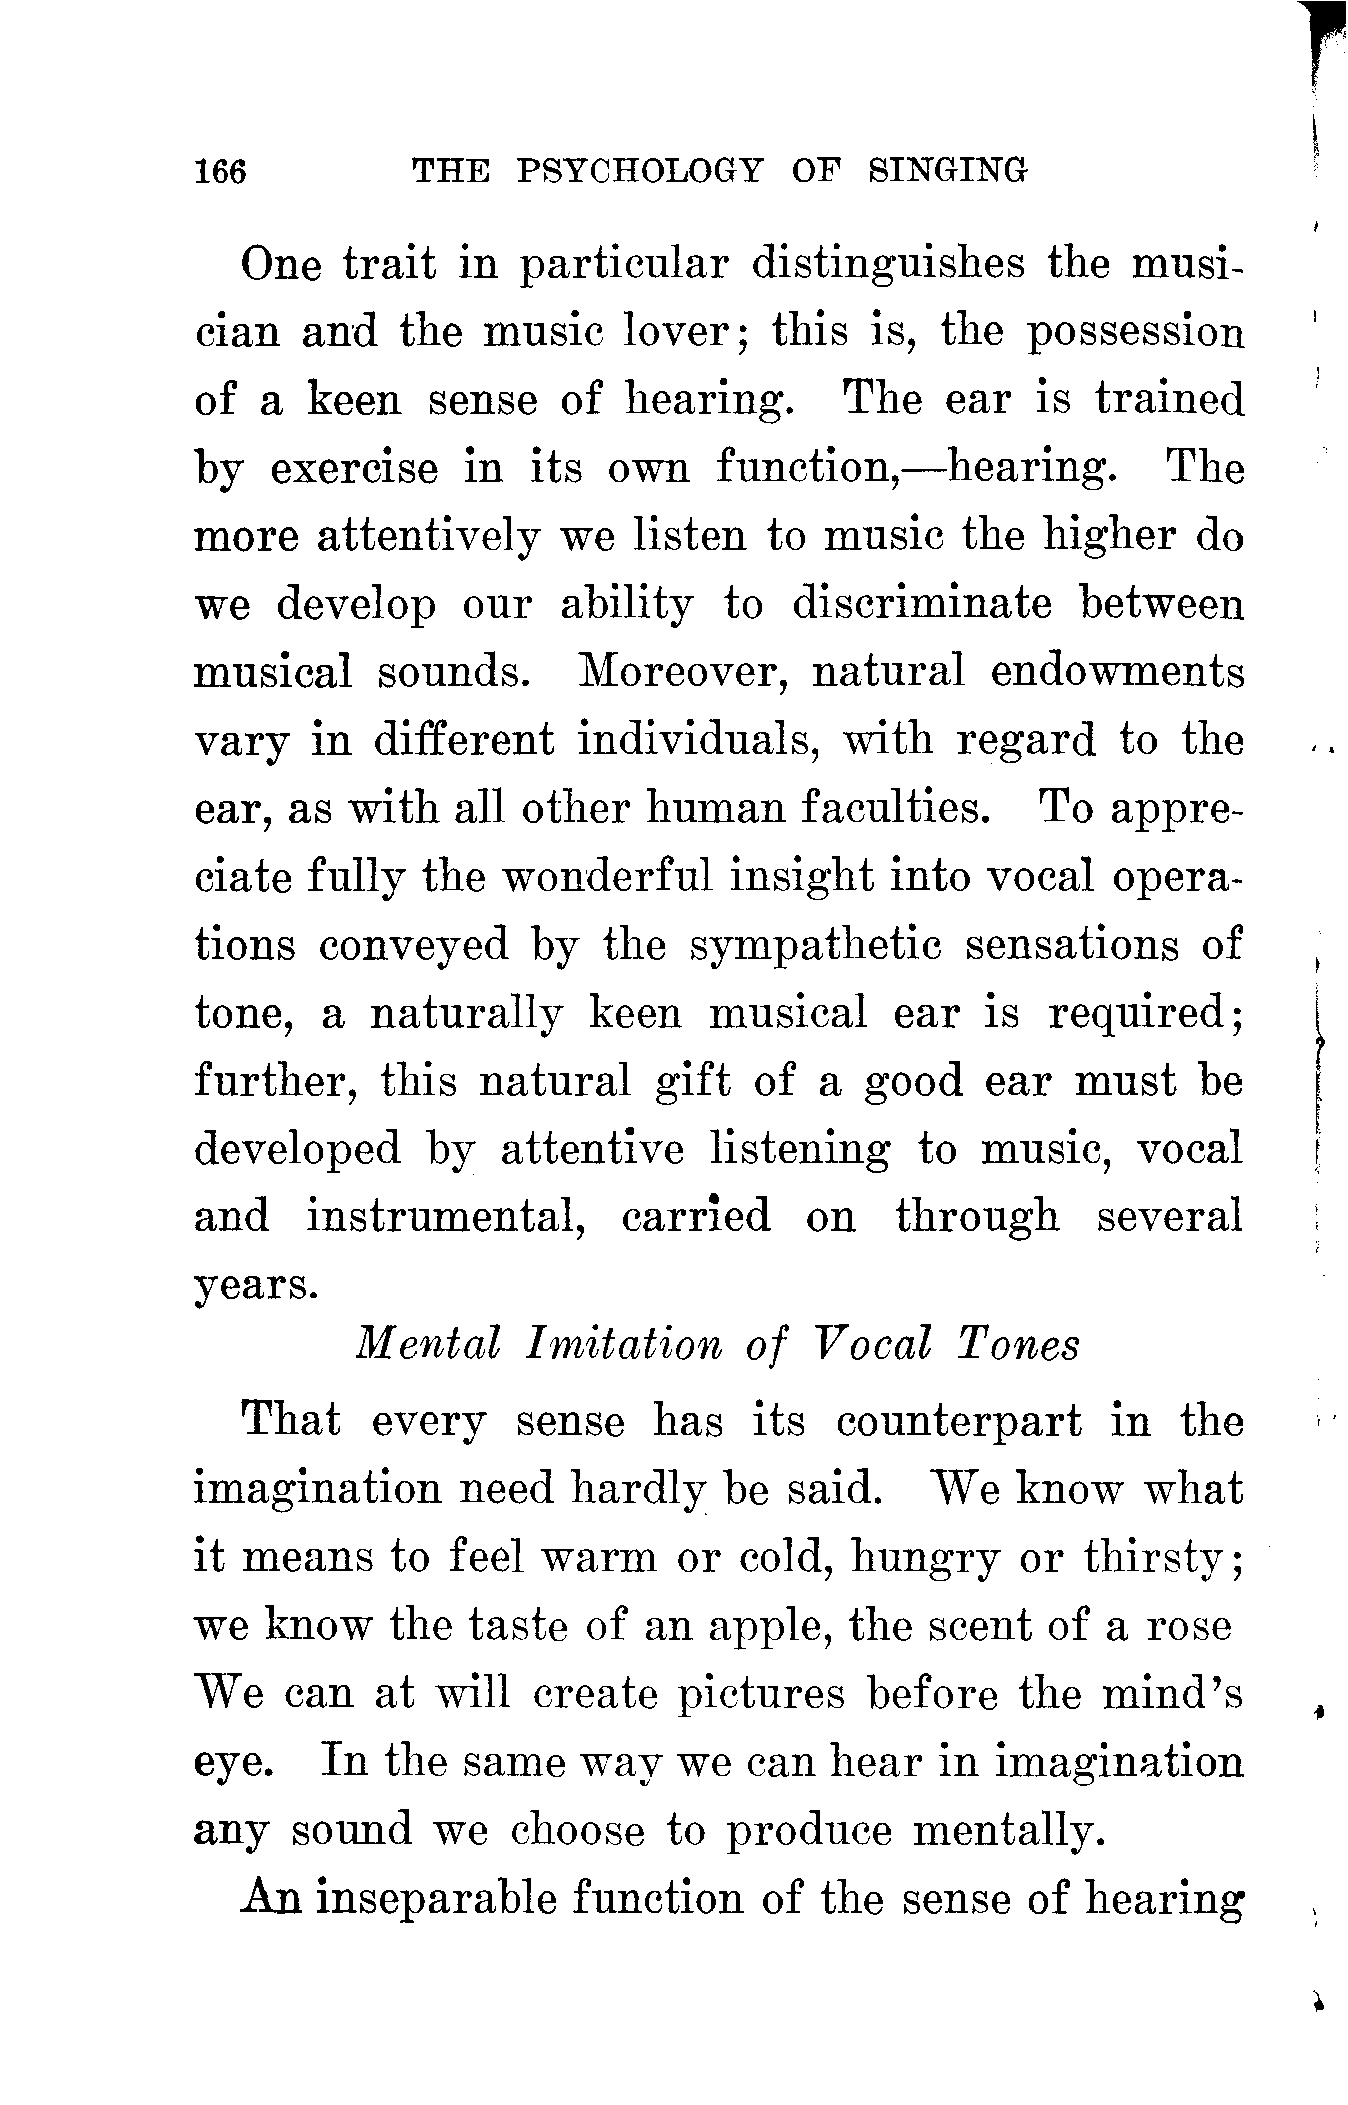 166 THE PSYCHOLOGY OF SINGING
One trait in particular distinguishes the musi-
cian and the music lover; this is, the possession
of a keen sense of hearing. The ear is trained
by exercise in its own function,—hearing. The
more attentively we listen to music the higher do
we develop our ability to discriminate between
musical sounds. Moreover, natural endowments
vary in different individuals, with regard to the
ear, as with all other human faculties. To appre-
ciate fully the wonderful insight into vocal opera-
tions conveyed by the sympathetic sensations of
tone, a naturally keen musical ear is required;
further, this natural gift of a good ear must be
developed by attentive listening to music, vocal
and instrumental, carried on through several
years.
Mental Imitation of Vocal Tones
That every sense has its counterpart in the
imagination need hardly be said. We know what
it means to feel warm or cold, hungry or thirsty;
we know the taste of an apple, the scent of a rose
We can at will create pictures before the mind's
eye. In the same way we can hear in imagination
any sound we choose to produce mentally.
An inseparable function of the sense of hearing